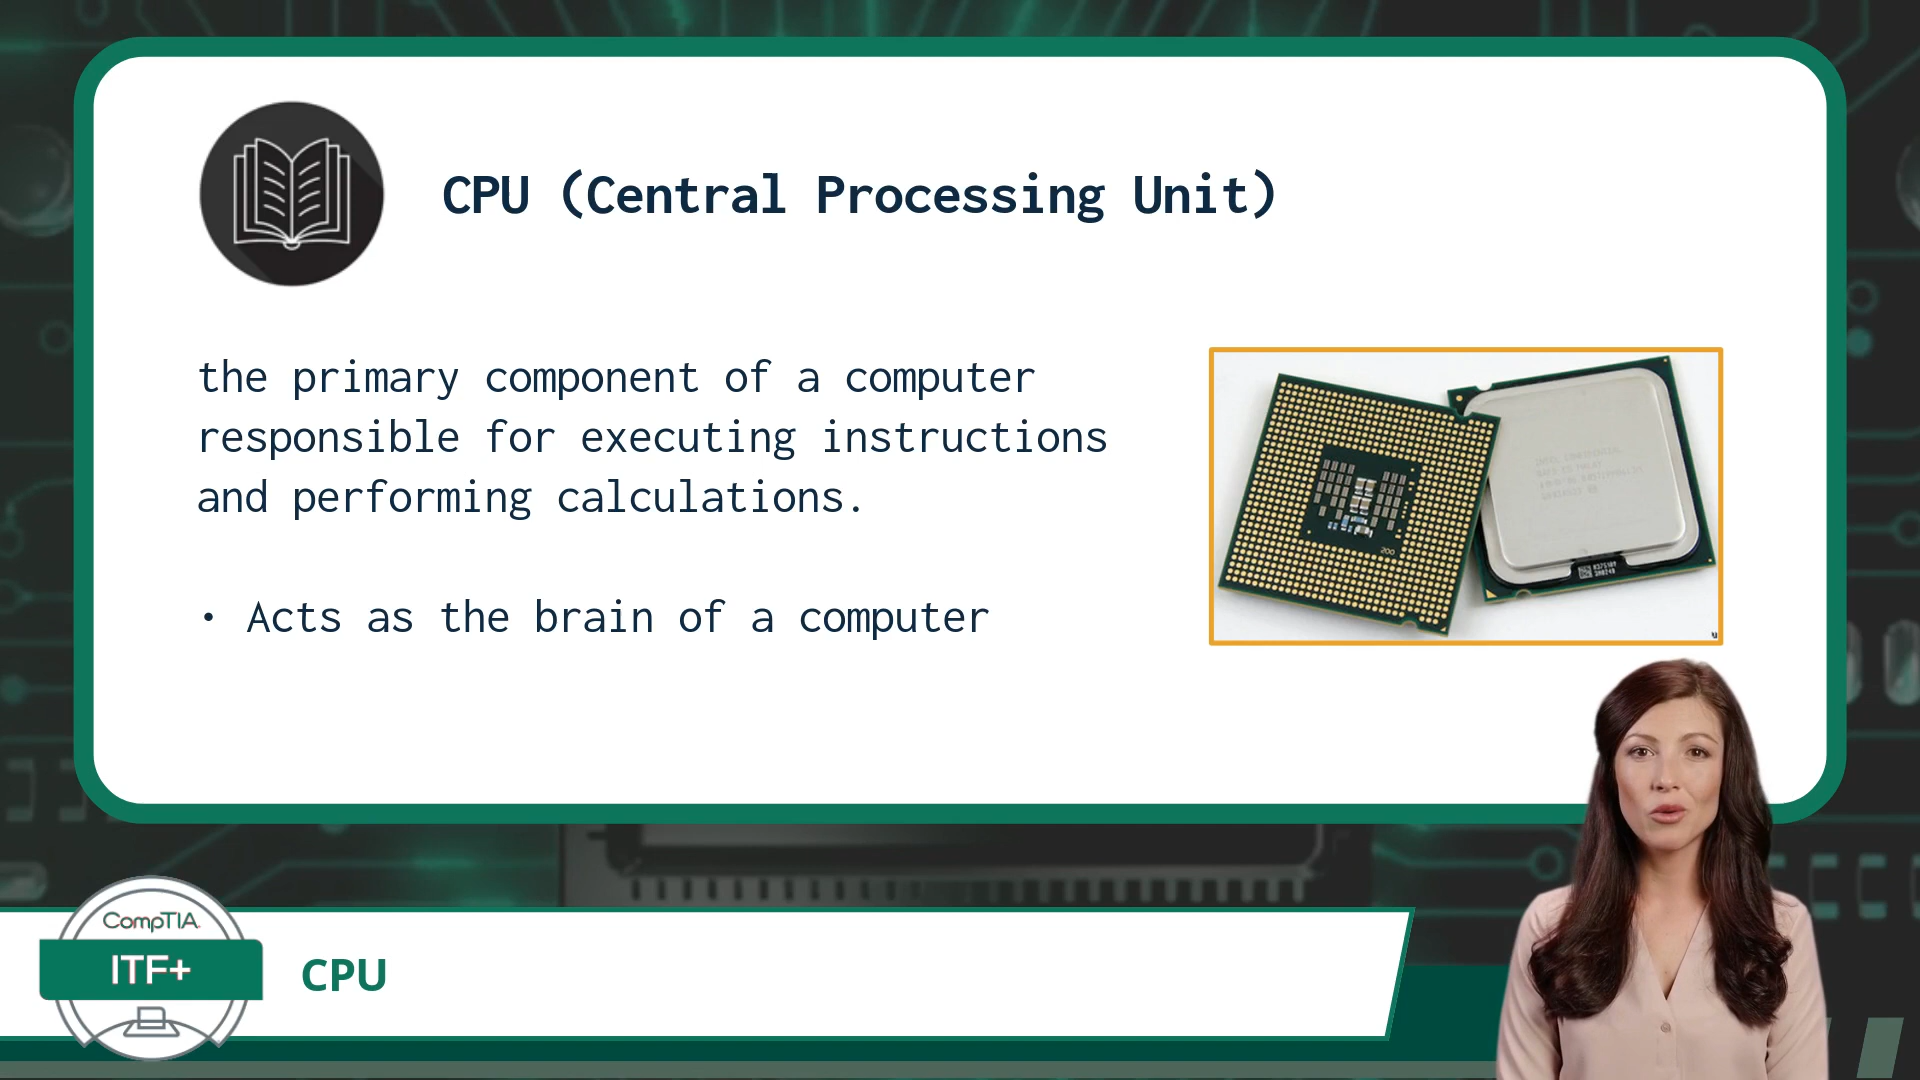 CPU (Central Processing Unit)
the primary component of a computer
responsible for executing instructions
and performing calculations.
• Acts as the brain of a computer
200
CompTIA
ITF+
CPU